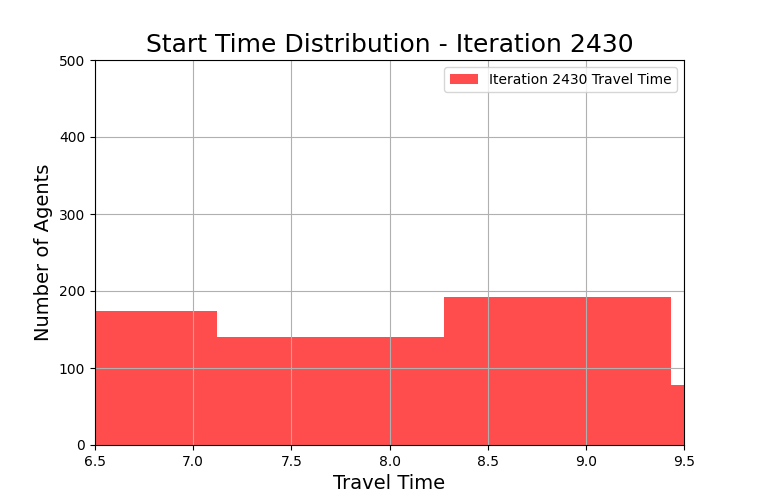 Start Time Distribution - Iteration 2430
Iteration 2430 Travel Time
Number of Agents
500
400
300
200
100
0
6.5 7.0 7.5 8.0 8.5 9.0 9.5
Travel Time